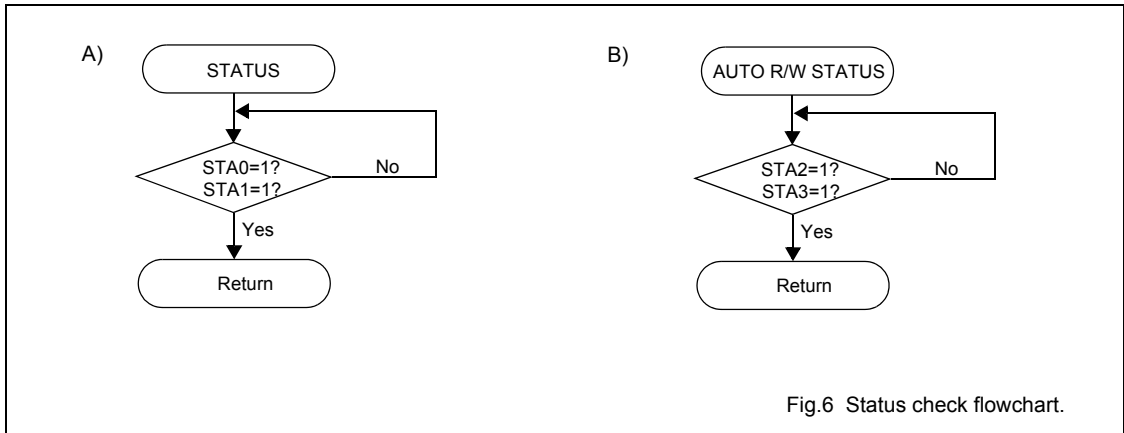 A)
STATUS
STA0=1?
STA1=1?
No
Yes
Return
B)
AUTO R/W STATUS
STA2=1?
STA3=1?
No
Yes
Return
Fig.6 Status check flowchart.